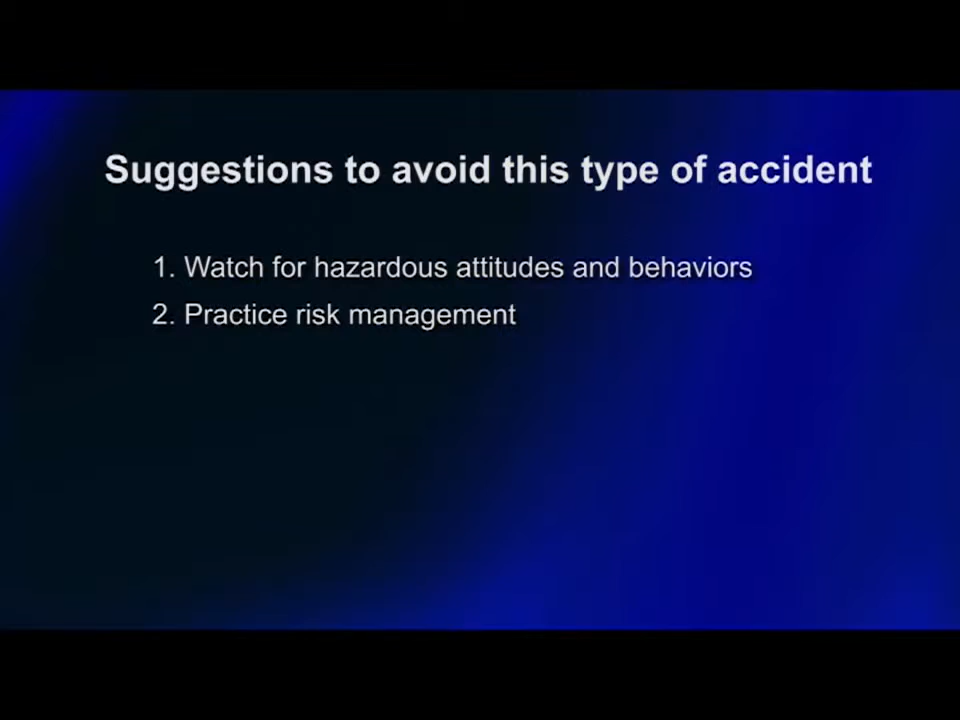 Suggestions to avoid this type of accident
1. Watch for hazardous attitudes and behaviors
2. Practice risk management